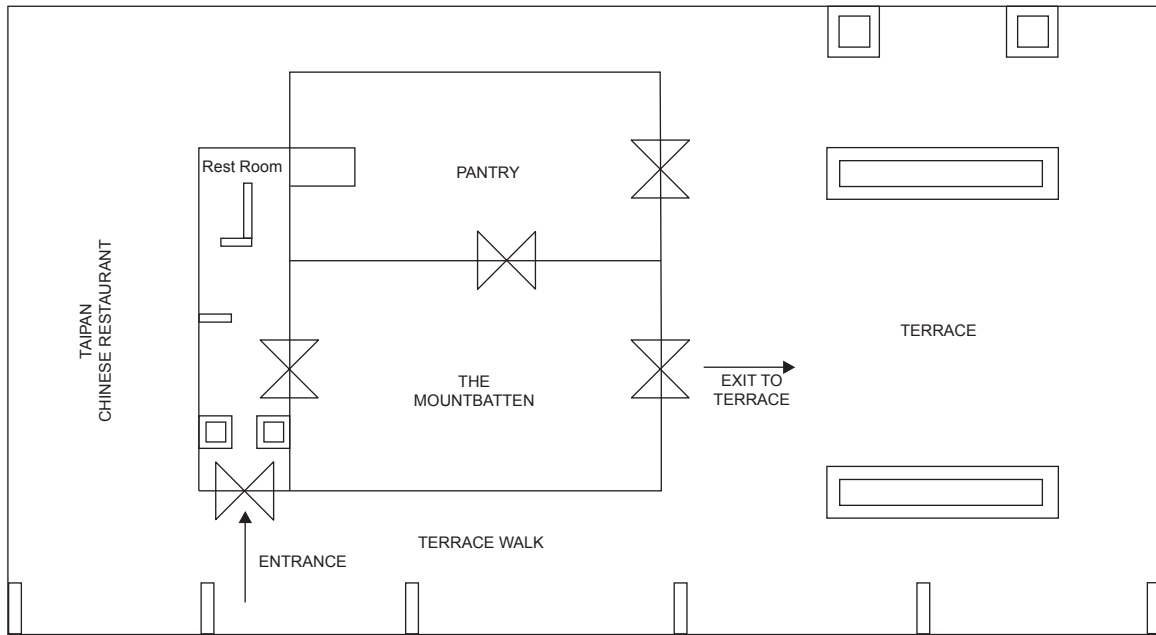 Rest Room
PANTRY
TAIPAN
CHINESE RESTAURANT
TERRACE
THE
MOUNTBATTEN
EXIT TO
TERRACE
TERRACE WALK
ENTRANCE